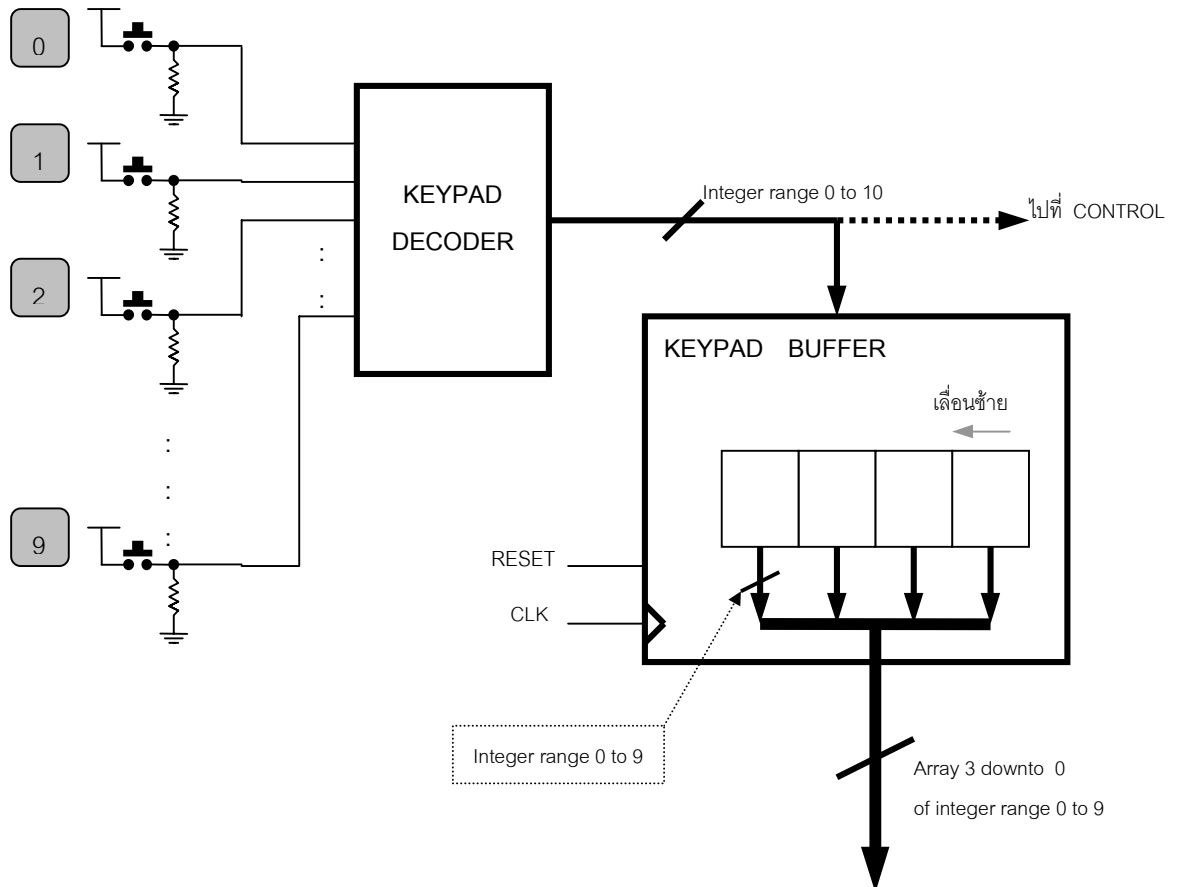 0
1
2
:
:
:
:
:
9
KEYPAD
DECODER
Integer range 0 to 10
ไปที่ CONTROL
KEYPAD BUFFER
เลื่อนซ้าย
RESET
CLK
Integer range 0 to 9
Array 3 downto 0
of integer range 0 to 9